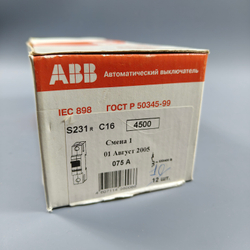 ABB
Автоматический выключатель
IEC 898 ГОСТ Р 50345-99
S231R C16 4500
Смена 1
01 Август 2005
075 А
12 шт.